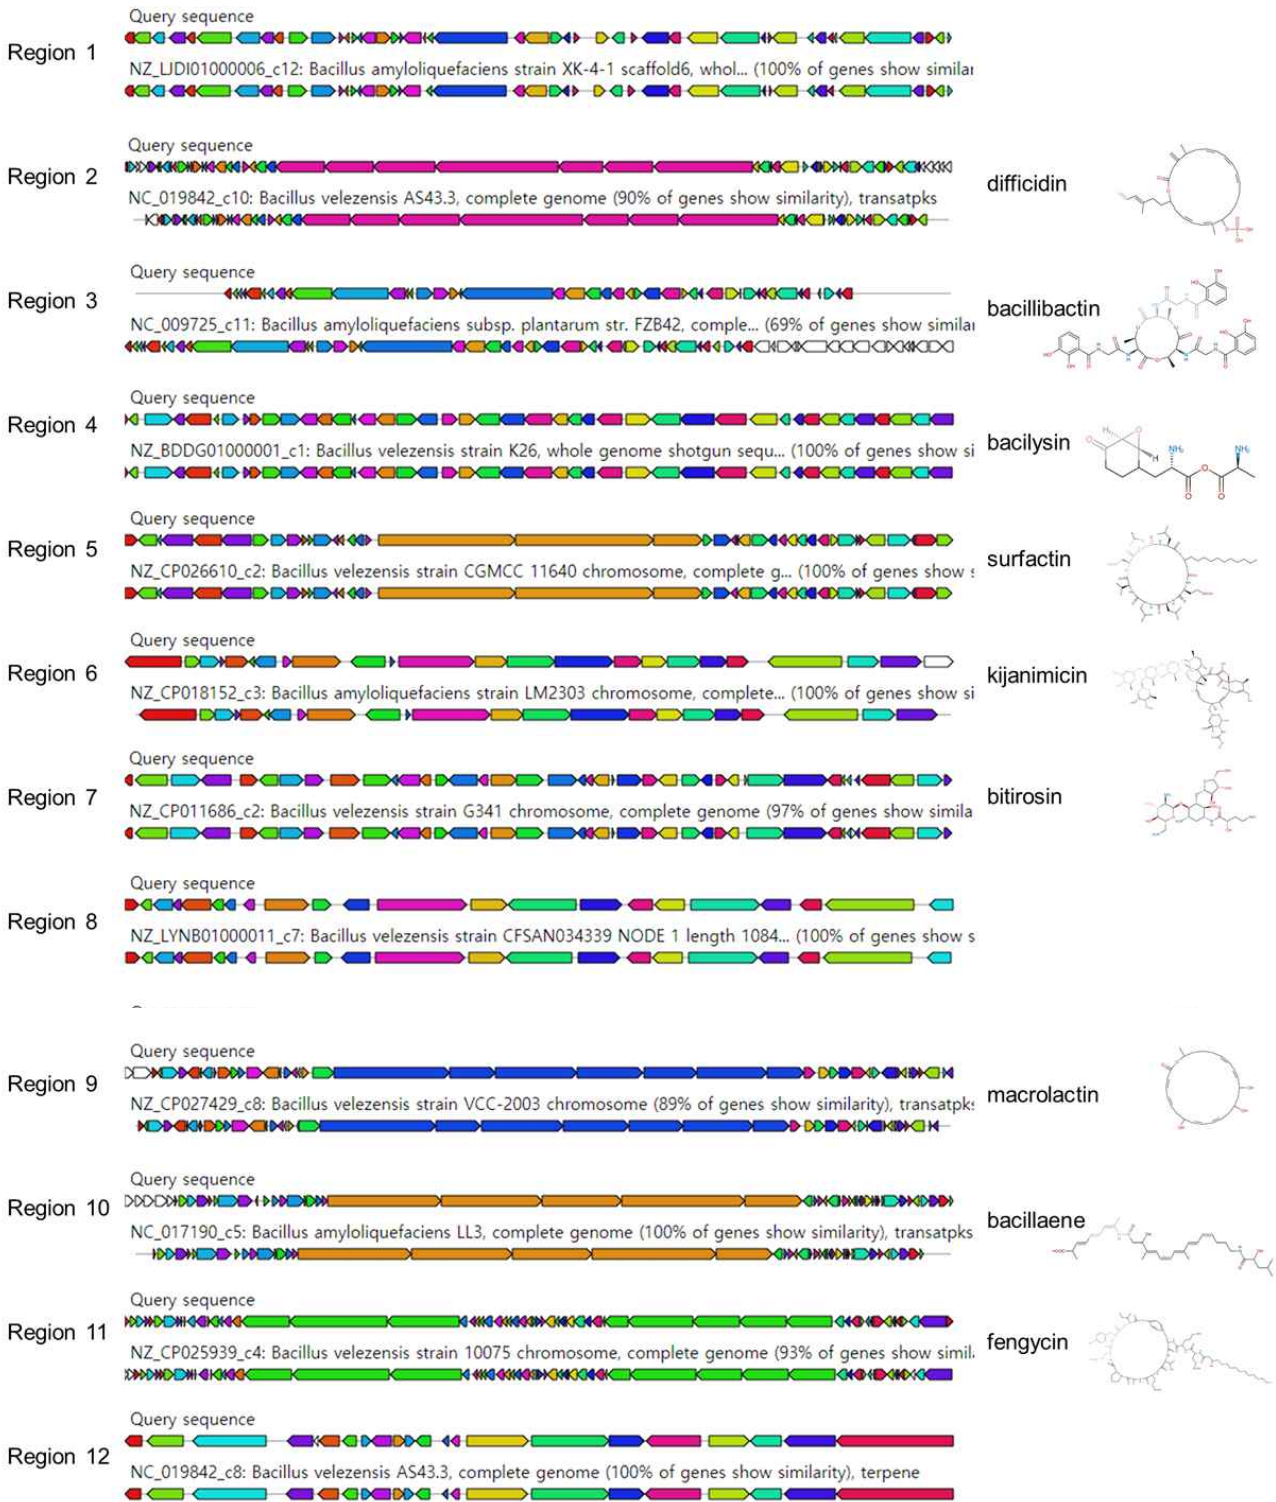 Query sequence
Region 1
NZ_LJDI01000006_c12: Bacillus amyloliquefaciens strain XK-4-1 scaffold6, whol... (100% of genes show similar
Query sequence
Region 2
difficidin
NC_019842_c10: Bacillus velezensis AS43.3, complete genome (90% of genes show similarity), transatpks
Query sequence
Region 3
bacillibactin
NC_009725_c11: Bacillus amyloliquefaciens subsp. plantarum str. FZB42, comple... (69% of genes show similar
Query sequence
Region 4
bacilysin
NZ_BDDG01000001_c1: Bacillus velezensis strain K26, whole genome shotgun sequ... (100% of genes show si
Query sequence
Region 5
surfactin
NZ_CP026610_c2: Bacillus velezensis strain CGMCC 11640 chromosome, complete g... (100% of genes show s
Query sequence
Region 6
kijanimicin
NZ_CP018152_c3: Bacillus amyloliquefaciens strain LM2303 chromosome, complete... (100% of genes show si
Query sequence
Region 7
bitirosin
NZ_CP011686_c2: Bacillus velezensis strain G341 chromosome, complete genome (97% of genes show simila
Query sequence
Region 8
NZ_LYNB01000011_c7: Bacillus velezensis strain CFSAN034339 NODE 1 length 1084... (100% of genes show s
Query sequence
Region 9
macrolactin
NZ_CP027429_c8: Bacillus velezensis strain VCC-2003 chromosome (89% of genes show similarity), transatpks
Query sequence
Region 10
bacillaene
NC_017190_c5: Bacillus amyloliquefaciens LL3, complete genome (100% of genes show similarity), transatpks
Query sequence
Region 11
fengycin
NZ_CP025939_c4: Bacillus velezensis strain 10075 chromosome, complete genome (93% of genes show simil
Query sequence
Region 12
NC_019842_c8: Bacillus velezensis AS43.3, complete genome (100% of genes show similarity), terpene